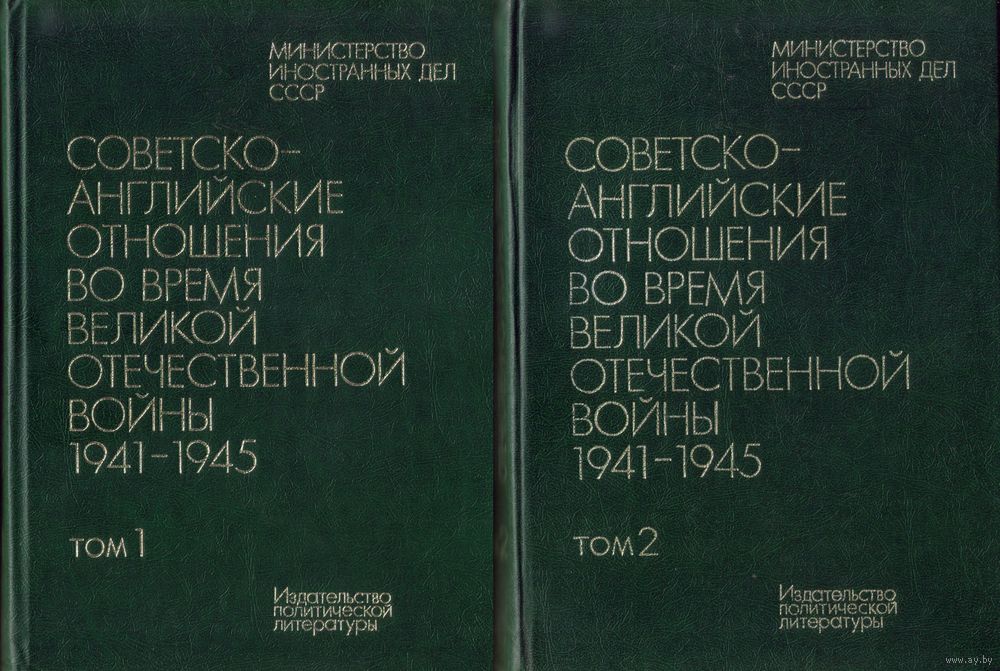 МИНИСТЕРСТВО
ИНОСТРАННЫХ ДЕЛ
СССР
СОВЕТСКО-
АНГЛИЙСКИЕ
ОТНОШЕНИЯ
ВО ВРЕМЯ
ВЕЛИКОЙ
ОТЕЧЕСТВЕННОЙ
ВОЙНЫ
1941-1945
ТОМ 1
Издательство
политической
литературы
МИНИСТЕРСТВО
ИНОСТРАННЫХ ДЕЛ
СССР
СОВЕТСКО-
АНГЛИЙСКИЕ
ОТНОШЕНИЯ
ВО ВРЕМЯ
ВЕЛИКОЙ
ОТЕЧЕСТВЕННОЙ
ВОЙНЫ
1941-1945
ТОМ 2
Издательство
политической
литературы
www.ay.by